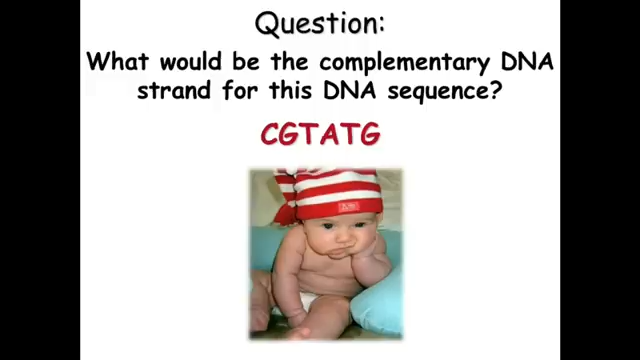 Question:
What would be the complementary DNA
strand for this DNA sequence?
CGTATG